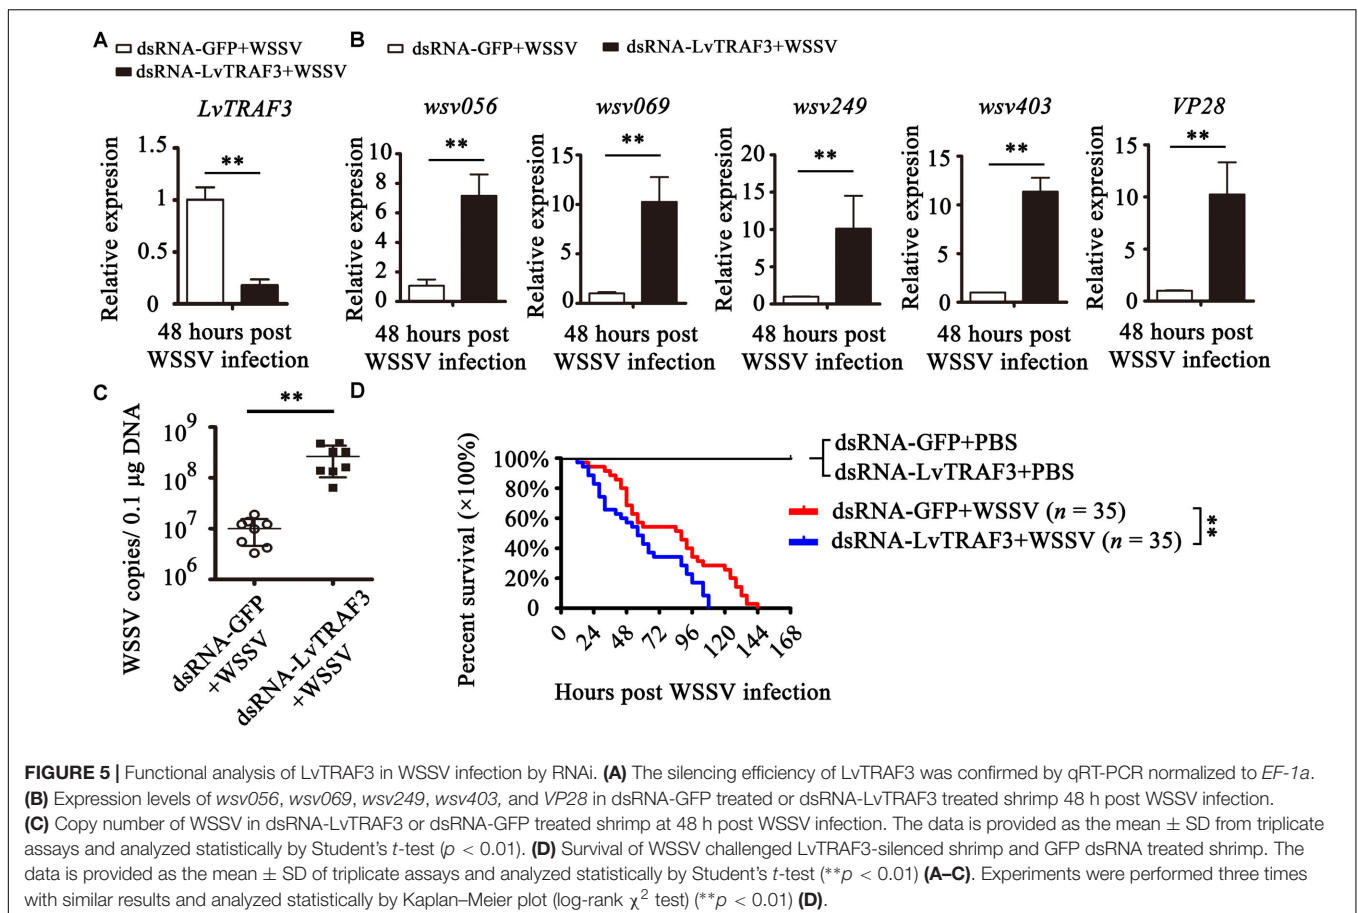 A
dsRNA-GFP+WSSV
dsRNA-LvTRAF3+WSSV
LvTRAF3
Relative expresion
1.5
1
0.5
0
**
48 hours post
WSSV infection
B
dsRNA-GFP+WSSV
dsRNA-LvTRAF3+WSSV
wsv056
Relative expresion
10
8
6
4
2
0
**
48 hours post
WSSV infection
wsv069
Relative expresion
15
10
5
0
**
48 hours post
WSSV infection
wsv249
Relative expresion
20
15
10
5
0
**
48 hours post
WSSV infection
wsv403
Relative expresion
15
10
5
0
**
48 hours post
WSSV infection
VP28
Relative expresion
15
10
5
0
**
48 hours post
WSSV infection
C
WSSV copies/ 0.1 µg DNA
10⁹
10⁸
10⁷
10⁶
**
dsRNA-GFP
+WSSV
dsRNA-LvTRAF3
+WSSV
D
Percent survival (×100%)
100%
80%
60%
40%
20%
0
0
24
48
72
96
120
144
168
Hours post WSSV infection
dsRNA-GFP+PBS
dsRNA-LvTRAF3+PBS
dsRNA-GFP+WSSV (n = 35)
dsRNA-LvTRAF3+WSSV (n = 35)
**
FIGURE 5 | Functional analysis of LvTRAF3 in WSSV infection by RNAi. (A) The silencing efficiency of LvTRAF3 was confirmed by qRT-PCR normalized to EF-1a.
(B) Expression levels of wsv056, wsv069, wsv249, wsv403, and VP28 in dsRNA-GFP treated or dsRNA-LvTRAF3 treated shrimp 48 h post WSSV infection.
(C) Copy number of WSSV in dsRNA-LvTRAF3 or dsRNA-GFP treated shrimp at 48 h post WSSV infection. The data is provided as the mean ± SD from triplicate
assays and analyzed statistically by Student's t-test (p < 0.01). (D) Survival of WSSV challenged LvTRAF3-silenced shrimp and GFP dsRNA treated shrimp. The
data is provided as the mean ± SD of triplicate assays and analyzed statistically by Student's t-test (**p < 0.01) (A–C). Experiments were performed three times
with similar results and analyzed statistically by Kaplan–Meier plot (log-rank χ² test) (**p < 0.01) (D).